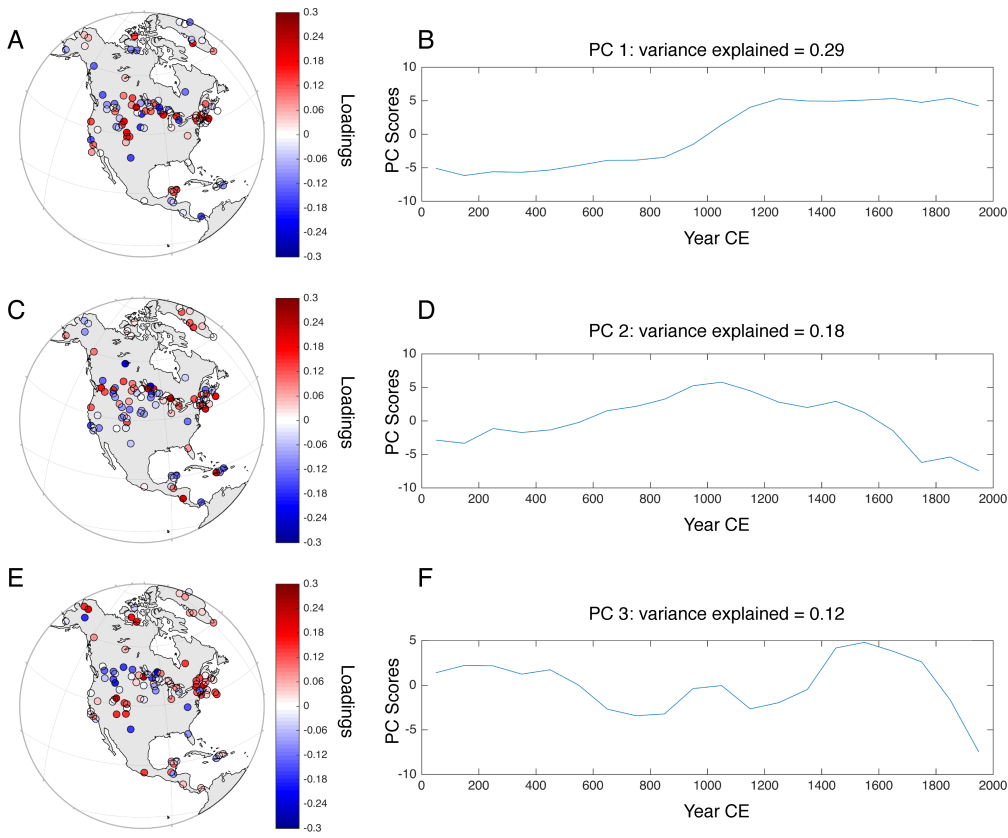 A
0.3
0.24
0.18
0.12
0.06
0
-0.06
-0.12
-0.18
-0.24
-0.3
Loadings
B
PC 1: variance explained = 0.29
10
5
0
-5
-10
PC Scores
0 200 400 600 800 1000 1200 1400 1600 1800 2000
Year CE
C
0.3
0.24
0.18
0.12
0.06
0
-0.06
-0.12
-0.18
-0.24
-0.3
Loadings
D
PC 2: variance explained = 0.18
10
5
0
-5
-10
PC Scores
0 200 400 600 800 1000 1200 1400 1600 1800 2000
Year CE
E
0.3
0.24
0.18
0.12
0.06
0
-0.06
-0.12
-0.18
-0.24
-0.3
Loadings
F
PC 3: variance explained = 0.12
5
0
-5
-10
PC Scores
0 200 400 600 800 1000 1200 1400 1600 1800 2000
Year CE